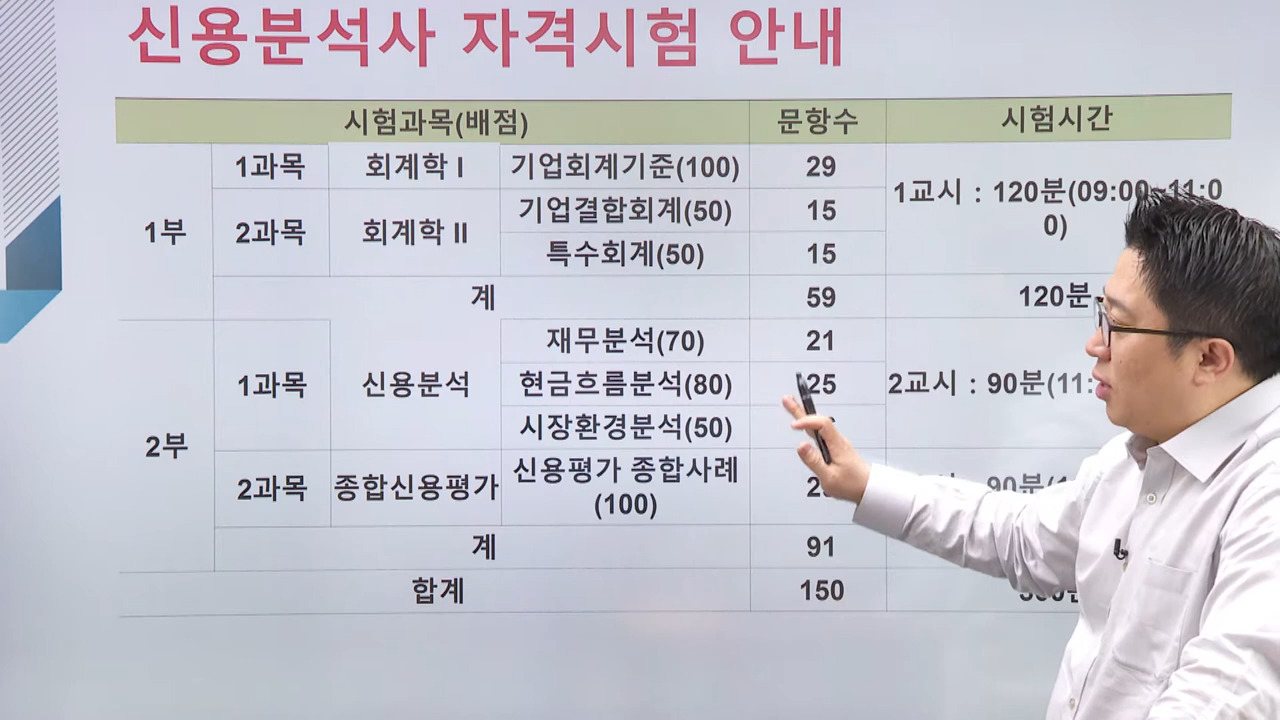 신용분석사 자격시험 안내
시험과목(배점) 문항수 시험시간
1부 1과목 회계학 I 기업회계기준(100) 29 1교시 : 120분(09:00~11:0
0)
2과목 회계학 II 기업결합회계(50) 15
특수회계(50) 15
계 59 120분
2부 1과목 신용분석 재무분석(70) 21 2교시 : 90분(11:
현금흐름분석(80) 25
시장환경분석(50)
2과목 종합신용평가 신용평가 종합사례
(100) 90분
계 91
합계 150